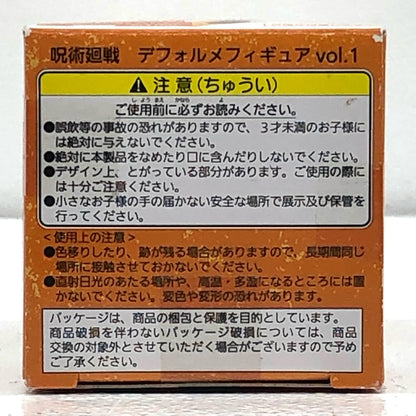 呪術廻戦 デフォルメフィギュア vol.1
注意(ちゅうい)
ご使用前に必ずお読みください。
●誤飲等の事故の恐れがありますので、3才未満のお子様に
は絶対に与えないでください。
●絶対に本製品をなめたり口に含んだりしないでください。
●デザイン上、とがっている部分があります。ご使用の際に
は十分ご注意ください。
●小さなお子様の手の届かない安全な場所で展示及び保管
を行ってください。
<使用上の注意>
●色移りしたり、跡が残る場合がありますので、長期間同じ
場所に接触させておかないでください。
●直射日光のあたる場所や、高温・多湿になるところには置
かないでください。変色や変形の恐れがあります。
パッケージは、商品の梱包と保護を目的としています。
商品破損を伴わないパッケージ破損については、商品
交換の対象外とさせていただく場合がございますので予め
ご了承ください。